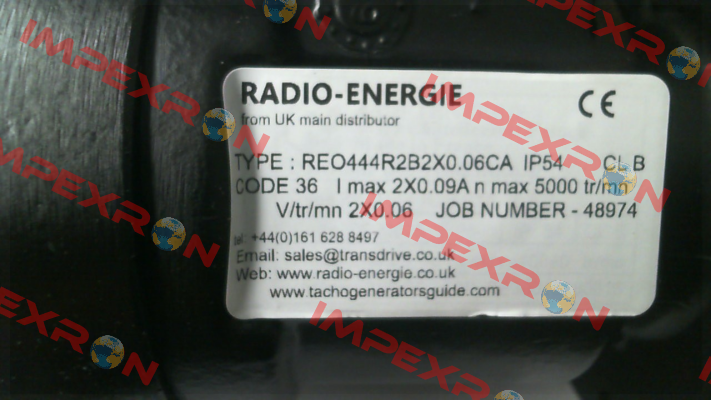 RADIO-ENERGIE CE
from UK main distributor
TYPE : REO444R2B2X0.06CA IP54 CL B
CODE 36 I max 2X0.09A n max 5000 tr/mn
V/tr/mn 2X0.06 JOB NUMBER - 48974
tel: +44(0)161 628 8497
Email: sales@transdrive.co.uk
Web: www.radio-energie.co.uk
www.tachogeneratorsguide.com
IMPEXRON
IMPEXRON
IMPEXRON
IMPEXRON
IMPEXRON
IMPEXRON
IMPEXRON